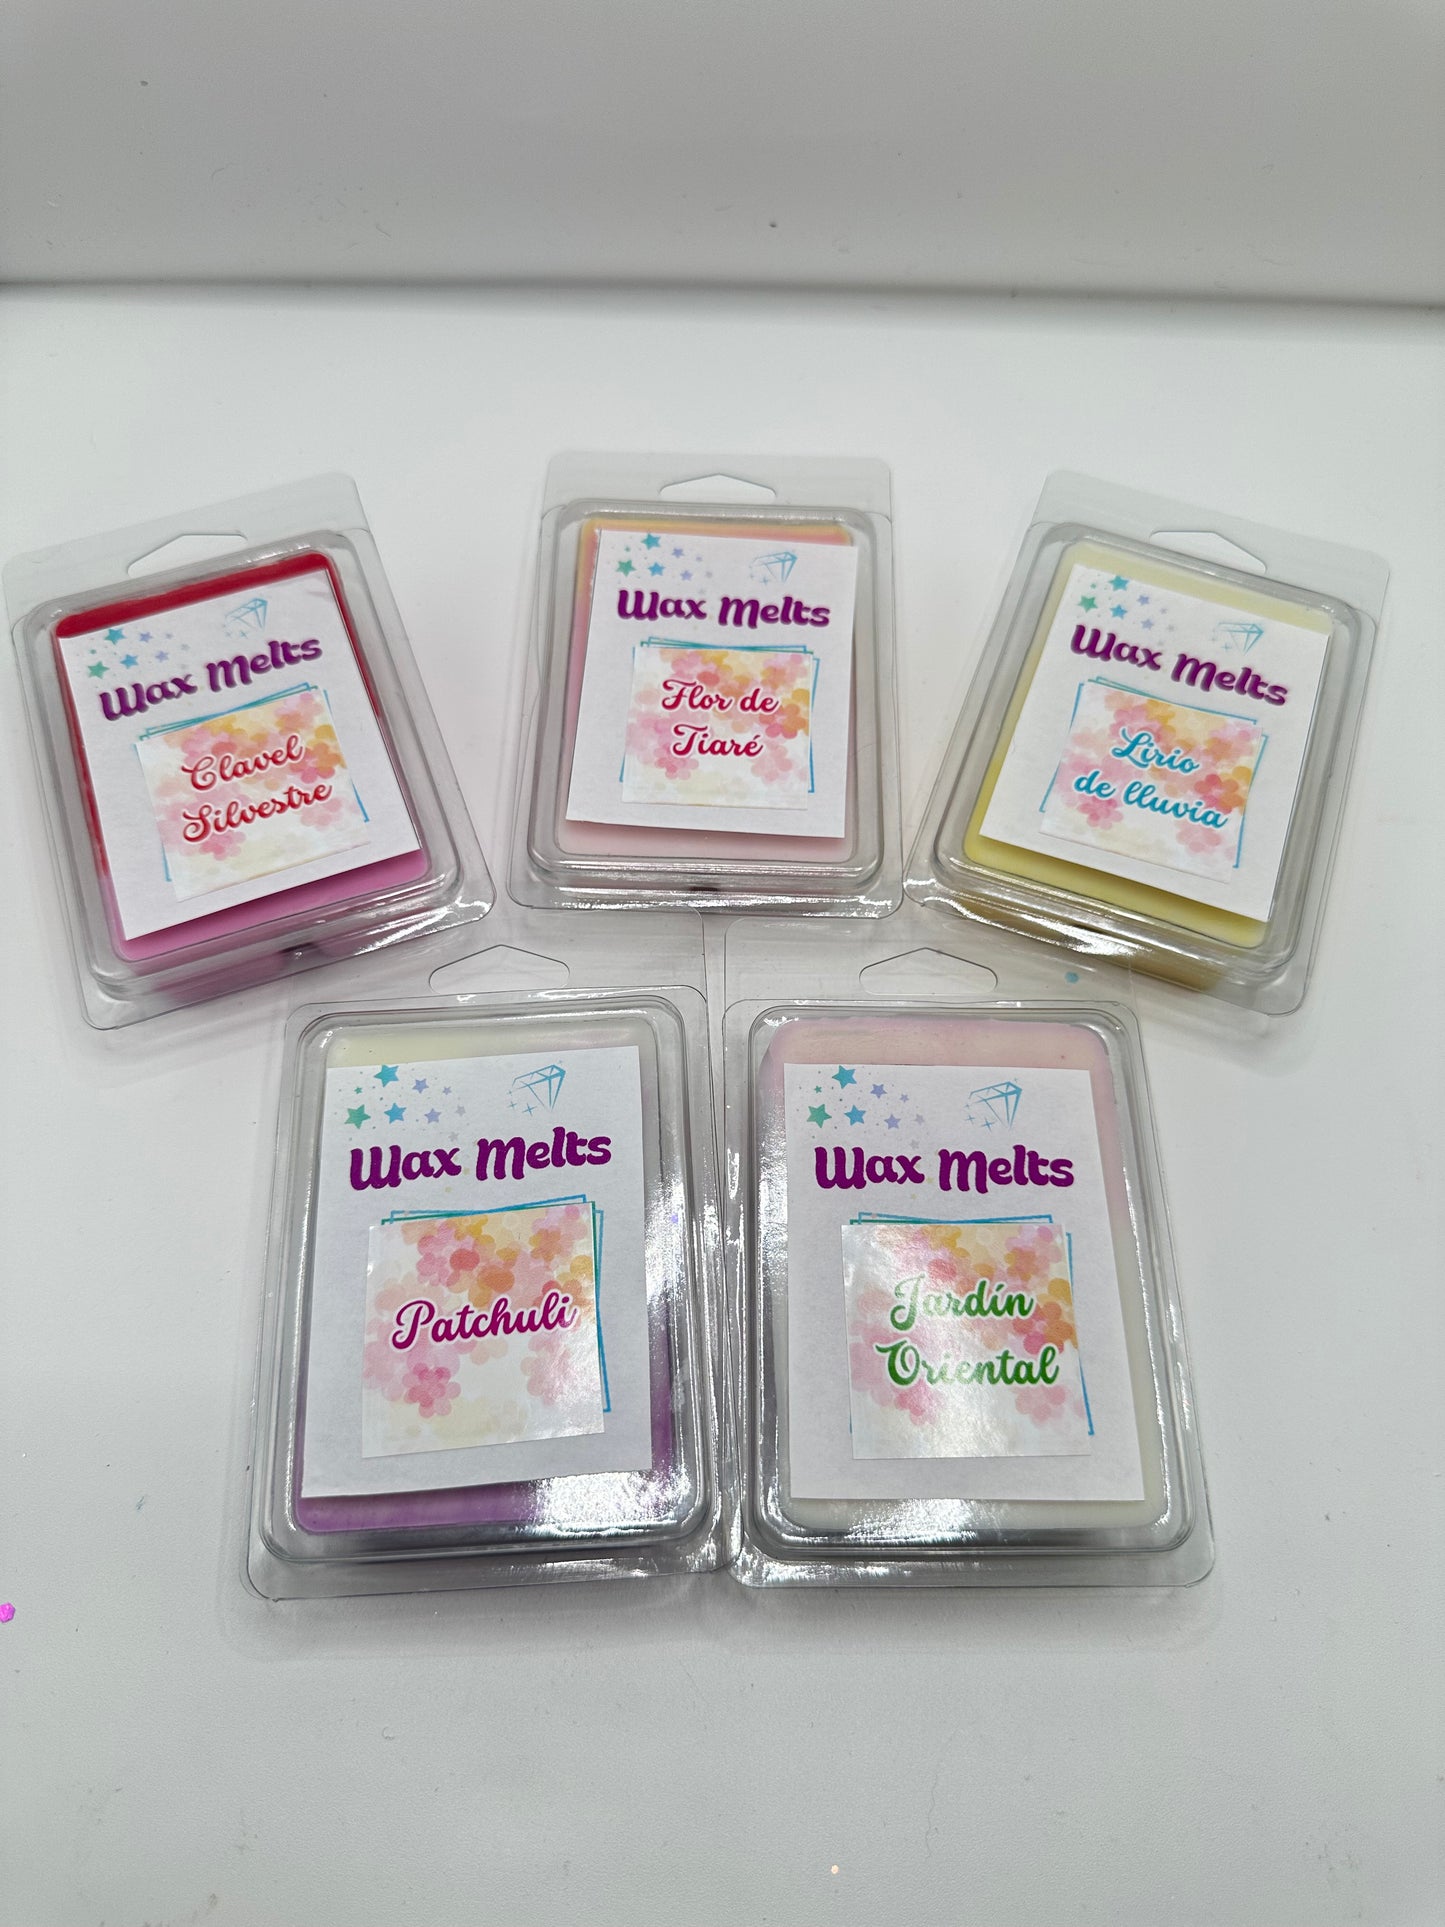 Wax Melts
Clavel
Silvestre
Wax Melts
Flor de
Tiaré
Wax Melts
Lirio
de lluvia
Wax Melts
Patchuli
Wax Melts
Jardín
Oriental